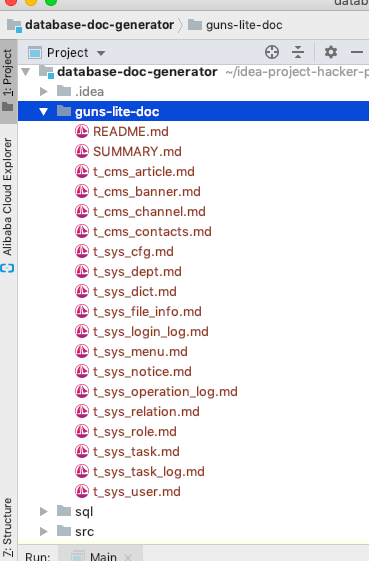 datab
database-doc-generator guns-lite-doc
Project
database-doc-generator ~/idea-project-hacker-p
.idea
guns-lite-doc
README.md
SUMMARY.md
t_cms_article.md
t_cms_banner.md
t_cms_channel.md
t_cms_contacts.md
t_sys_cfg.md
t_sys_dept.md
t_sys_dict.md
t_sys_file_info.md
t_sys_login_log.md
t_sys_menu.md
t_sys_notice.md
t_sys_operation_log.md
t_sys_relation.md
t_sys_role.md
t_sys_task.md
t_sys_task_log.md
t_sys_user.md
sql
src
Run: Main
1: Project
Alibaba Cloud Explorer
Z: Structure